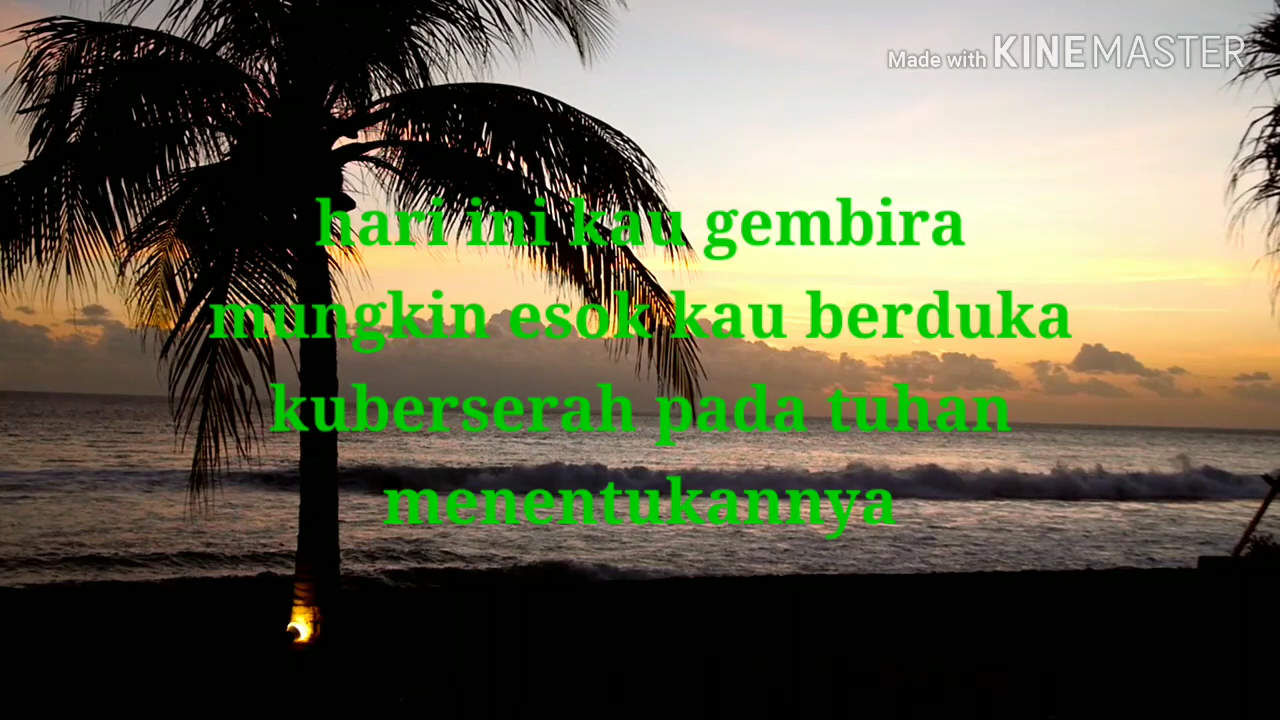 Made with KINEMASTER
hari ini kau gembira
mungkin esok kau berduka
kuberserah pada tuhan
menentukannya